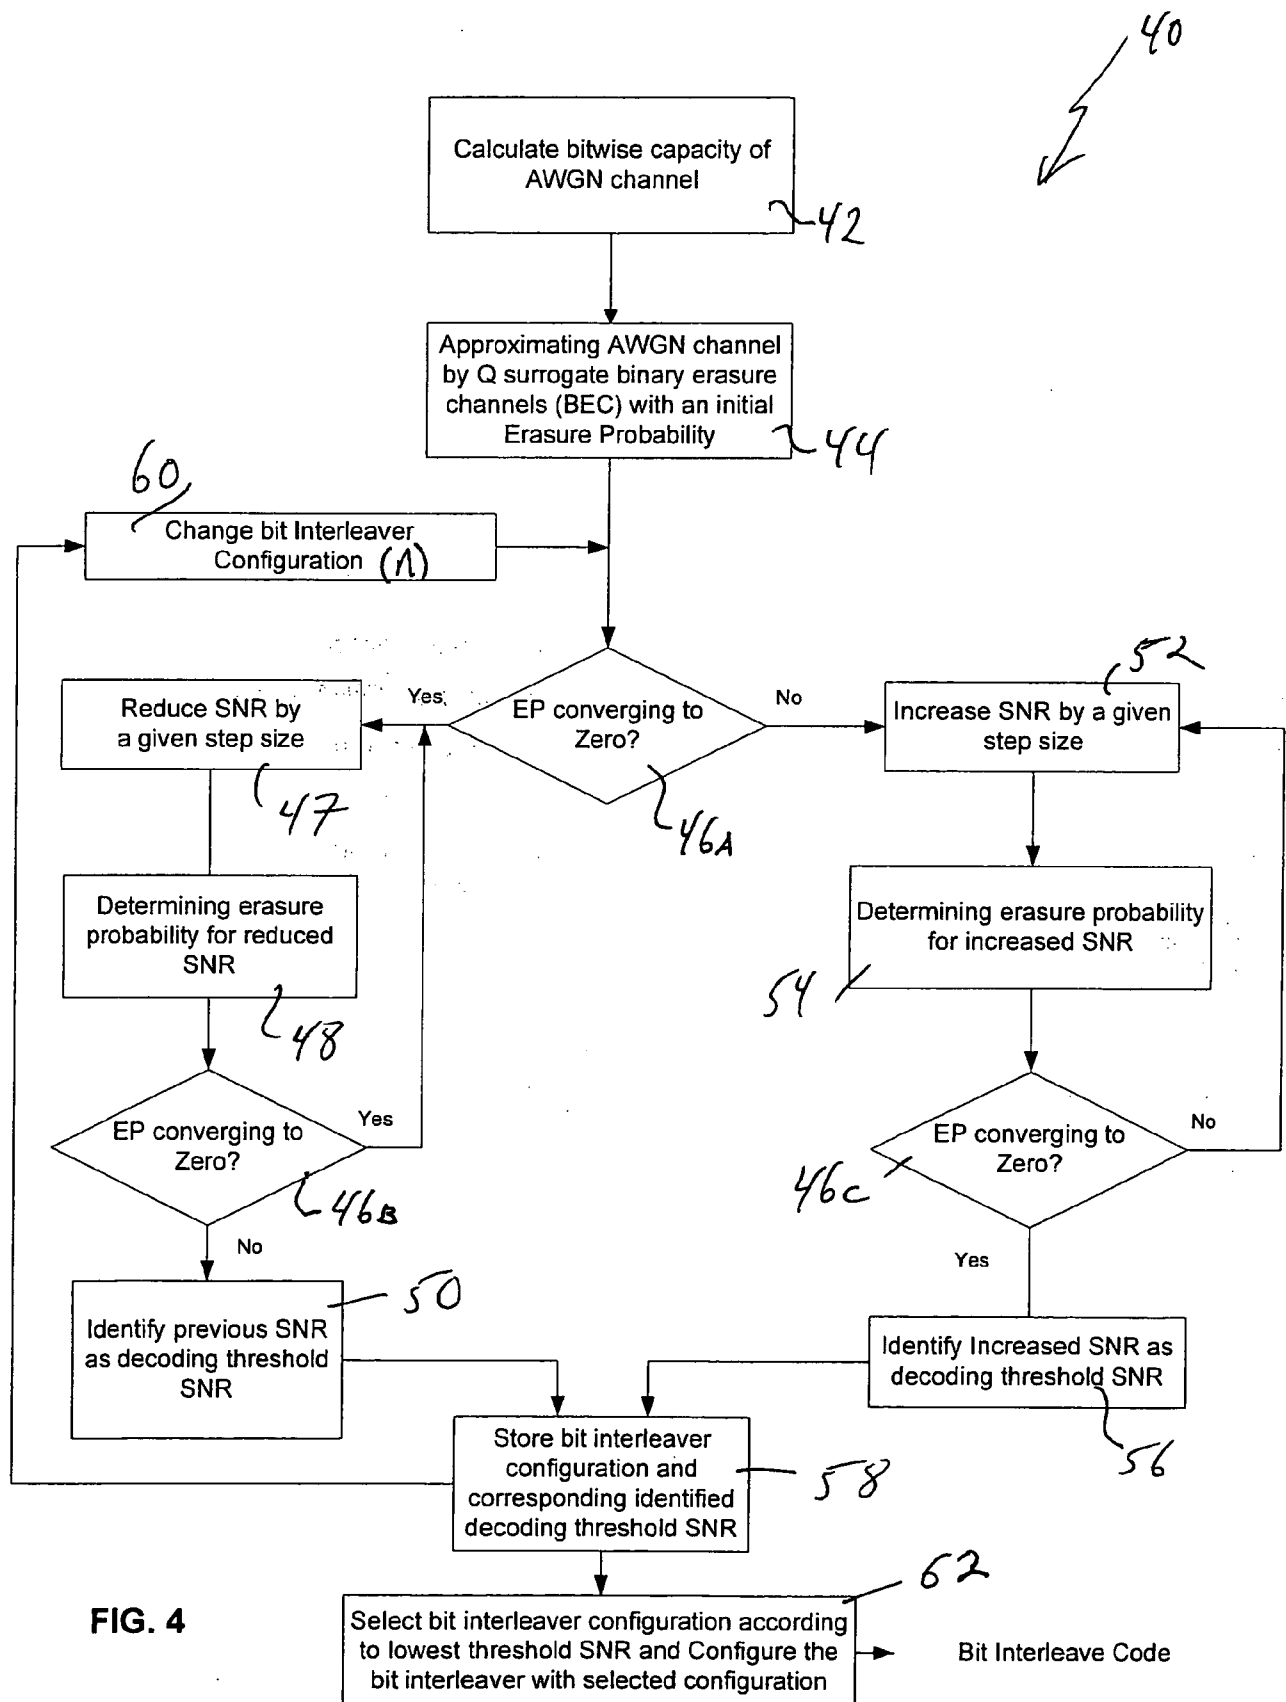 40
Calculate bitwise capacity of
AWGN channel
42
Approximating AWGN channel
by Q surrogate binary erasure
channels (BEC) with an initial
Erasure Probability
44
60
Change bit Interleaver
Configuration (Λ)
EP converging to
Zero?
46A
Yes
No
Reduce SNR by
a given step size
47
52
Increase SNR by a given
step size
Determining erasure
probability for reduced
SNR
48
Determining erasure probability
for increased SNR
54
EP converging to
Zero?
46B
Yes
No
EP converging to
Zero?
46C
No
Yes
50
Identify previous SNR
as decoding threshold
SNR
Identify Increased SNR as
decoding threshold SNR
56
Store bit interleaver
configuration and
corresponding identified
decoding threshold SNR
58
62
Select bit interleaver configuration according
to lowest threshold SNR and Configure the
bit interleaver with selected configuration
Bit Interleave Code
FIG. 4